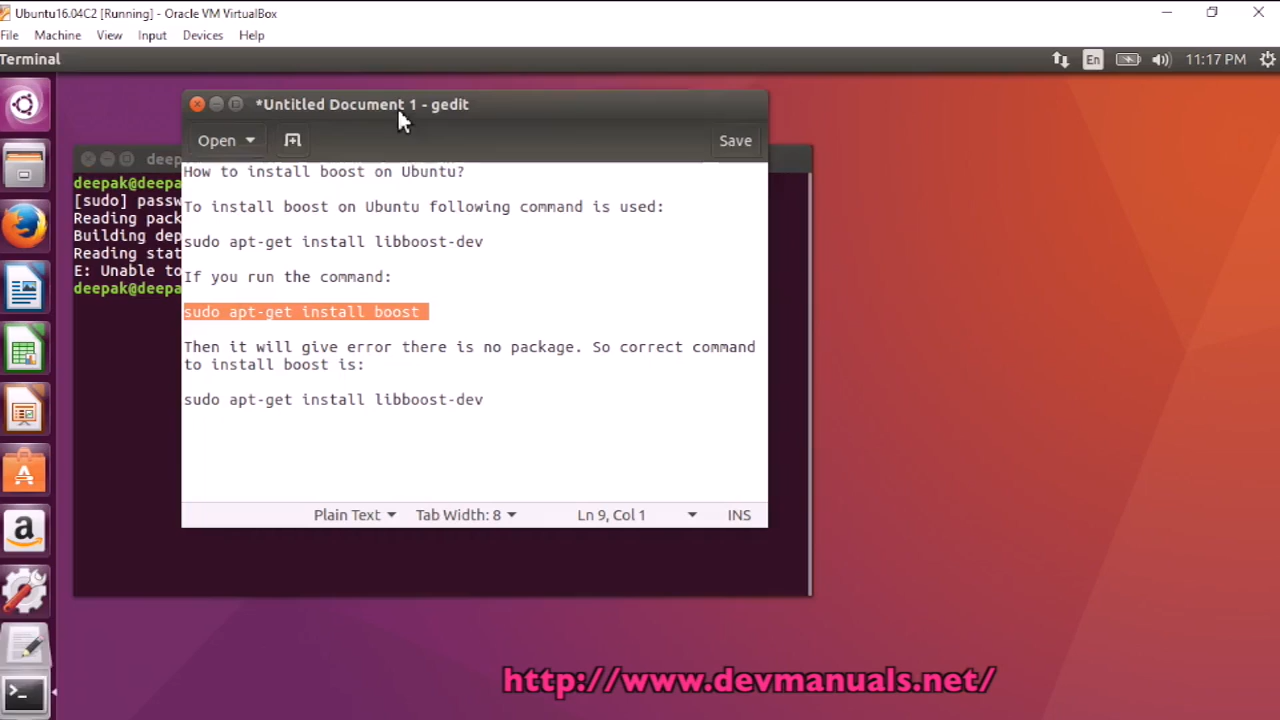 Ubuntu16.04C2 [Running] - Oracle VM VirtualBox
File Machine View Input Devices Help
Terminal En 11:17 PM
*Untitled Document 1 - gedit
Open Save
deep
How to install boost on Ubuntu?
To install boost on Ubuntu following command is used:
sudo apt-get install libboost-dev
If you run the command:
sudo apt-get install boost
Then it will give error there is no package. So correct command
to install boost is:
sudo apt-get install libboost-dev
Plain Text Tab Width: 8 Ln 9, Col 1 INS
deepak@deepa
[sudo] passw
Reading pack
Building dep
Reading stat
E: Unable to
deepak@deepa
http://www.devmanuals.net/